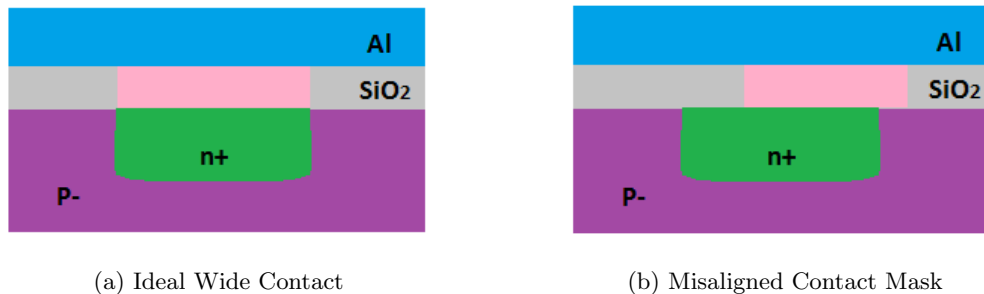 Al
SiO2
n+
P-
(a) Ideal Wide Contact
Al
SiO2
n+
P-
(b) Misaligned Contact Mask